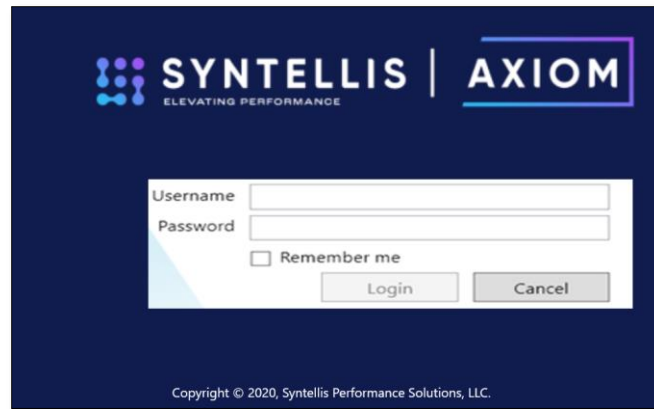 SYNTELLIS | AXIOM
ELEVATING PERFORMANCE
Username
Password
Remember me
Login Cancel
Copyright © 2020, Syntellis Performance Solutions, LLC.